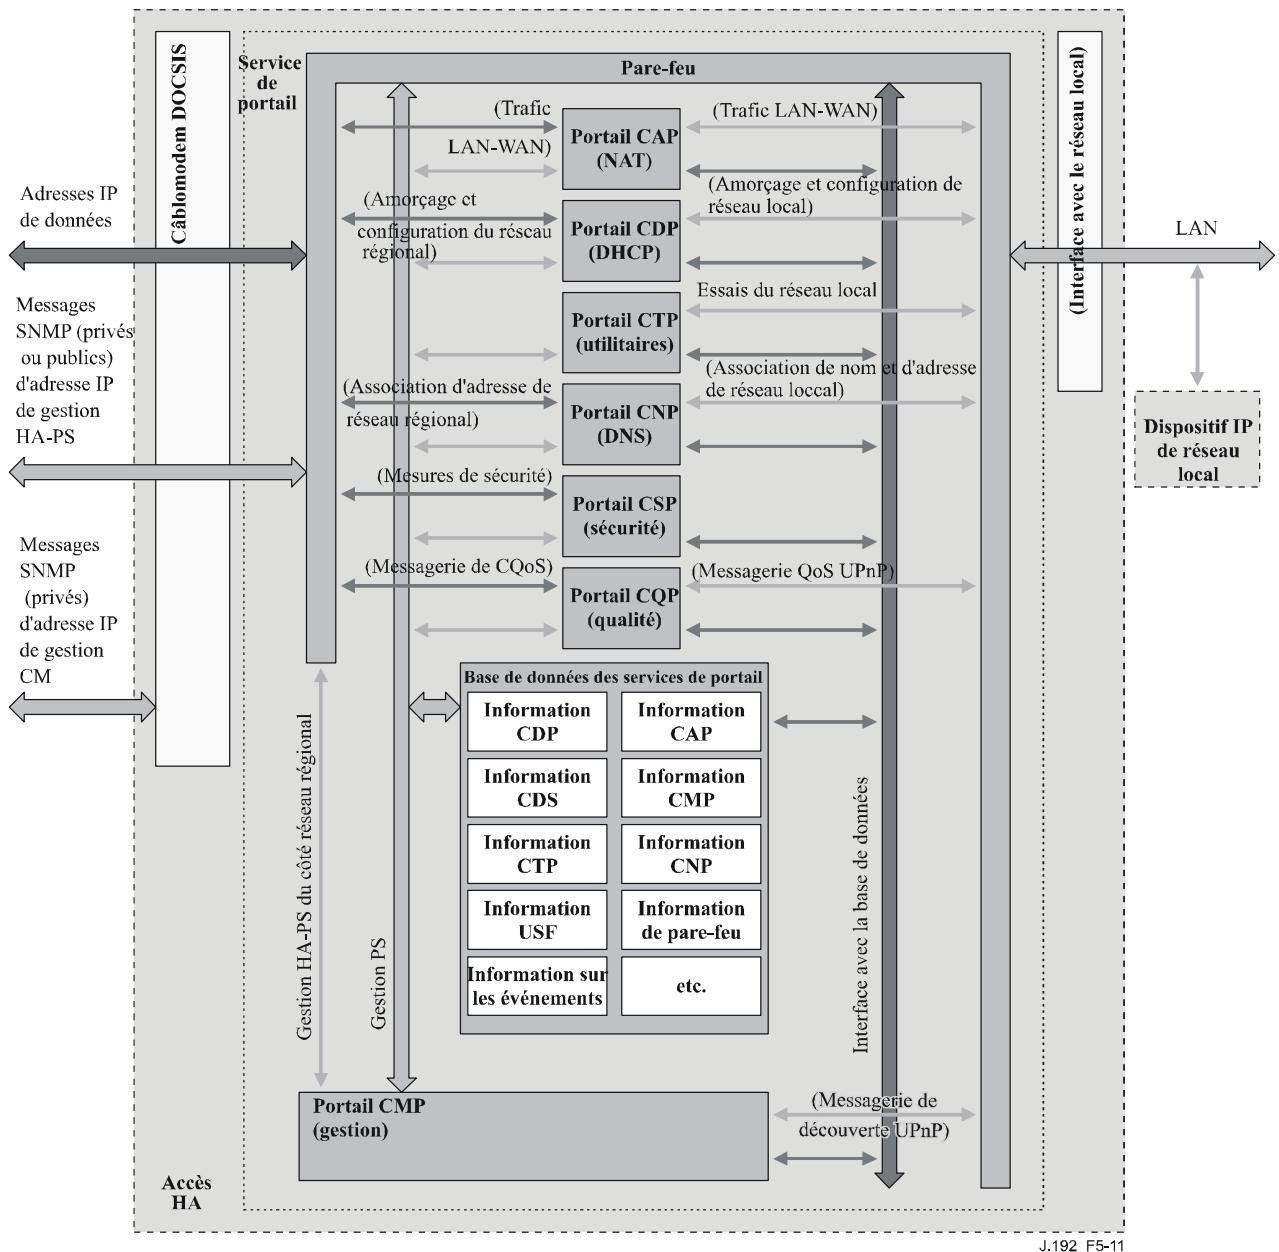 Câblomodem DOCSIS
Service
de
portail
Pare-feu
(Interface avec le réseau local)
(Trafic
LAN-WAN)
Portail CAP
(NAT)
(Trafic LAN-WAN)
Adresses IP
de données
(Amorçage et
configuration du réseau
régional)
Portail CDP
(DHCP)
(Amorçage et configuration de
réseau local)
LAN
Messages
SNMP (privés
ou publics)
d'adresse IP
de gestion
HA-PS
Portail CTP
(utilitaires)
Essais du réseau local
(Association d'adresse de
réseau régional)
Portail CNP
(DNS)
(Association de nom et d'adresse
de réseau loccal)
Dispositif IP
de réseau
local
(Mesures de sécurité)
Portail CSP
(sécurité)
Messages
SNMP
(privés)
d'adresse IP
de gestion
CM
(Messagerie de CQoS)
Portail CQP
(qualité)
(Messagerie QoS UPnP)
Base de données des services de portail
Information
CDP
Information
CAP
Information
CDS
Information
CMP
Information
CTP
Information
CNP
Information
USF
Information
de pare-feu
Information sur
les événements
etc.
Gestion HA-PS du côté réseau régional
Gestion PS
Interface avec la base de données
Portail CMP
(gestion)
(Messagerie de
découverte UPnP)
Accès
HA
J.192 F5-11